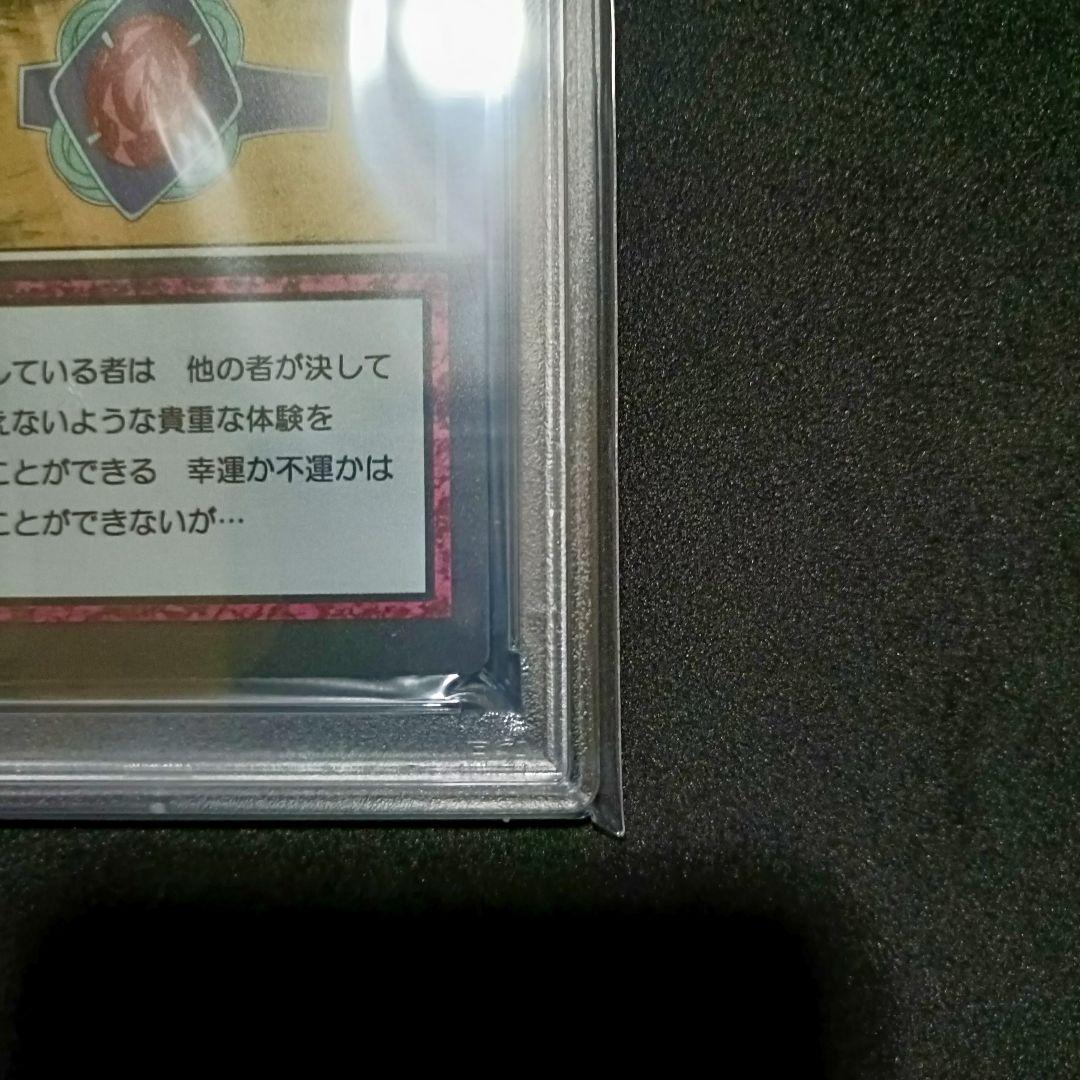 している者は 他の者が決して
えないような貴重な体験を
ことができる 幸運か不運かは
ことができないが…